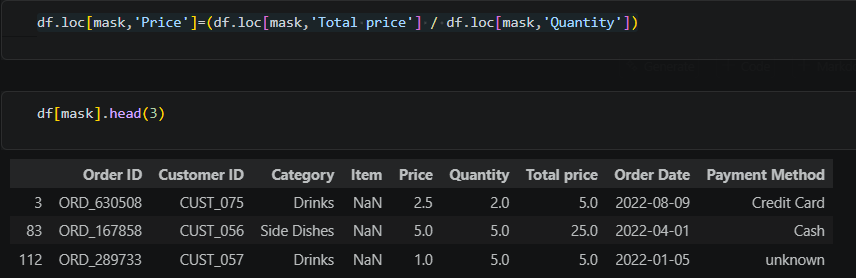 df.loc[mask,'Price']=(df.loc[mask,'Total price'] / df.loc[mask,'Quantity'])
df[mask].head(3)
Order ID Customer ID Category Item Price Quantity Total price Order Date Payment Method
3 ORD_630508 CUST_075 Drinks NaN 2.5 2.0 5.0 2022-08-09 Credit Card
83 ORD_167858 CUST_056 Side Dishes NaN 5.0 5.0 25.0 2022-04-01 Cash
112 ORD_289733 CUST_057 Drinks NaN 1.0 5.0 5.0 2022-01-05 unknown